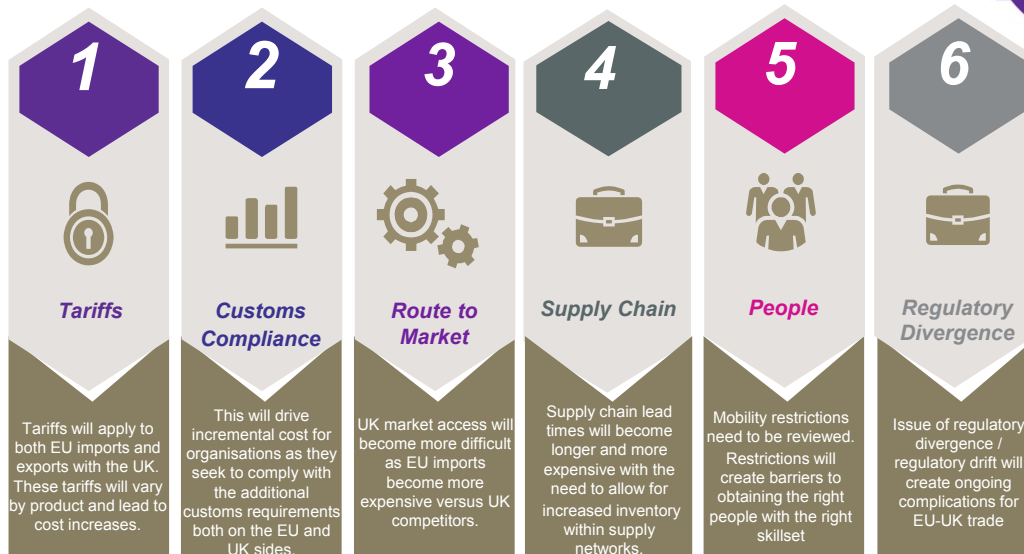 1
2
3
4
5
6
Tariffs
Customs
Compliance
Route to
Market
Supply Chain
People
Regulatory
Divergence
Tariffs will apply to
both EU imports and
exports with the UK.
These tariffs will vary
by product and lead to
cost increases.
This will drive
incremental cost for
organisations as they
seek to comply with
the additional
customs requirements
both on the EU and
UK sides.
UK market access will
become more difficult
as EU imports
become more
expensive versus UK
competitors.
Supply chain lead
times will become
longer and more
expensive with the
need to allow for
increased inventory
within supply
networks.
Mobility restrictions
need to be reviewed.
Restrictions will
create barriers to
obtaining the right
people with the right
skillset
Issue of regulatory
divergence /
regulatory drift will
create ongoing
complications for
EU-UK trade